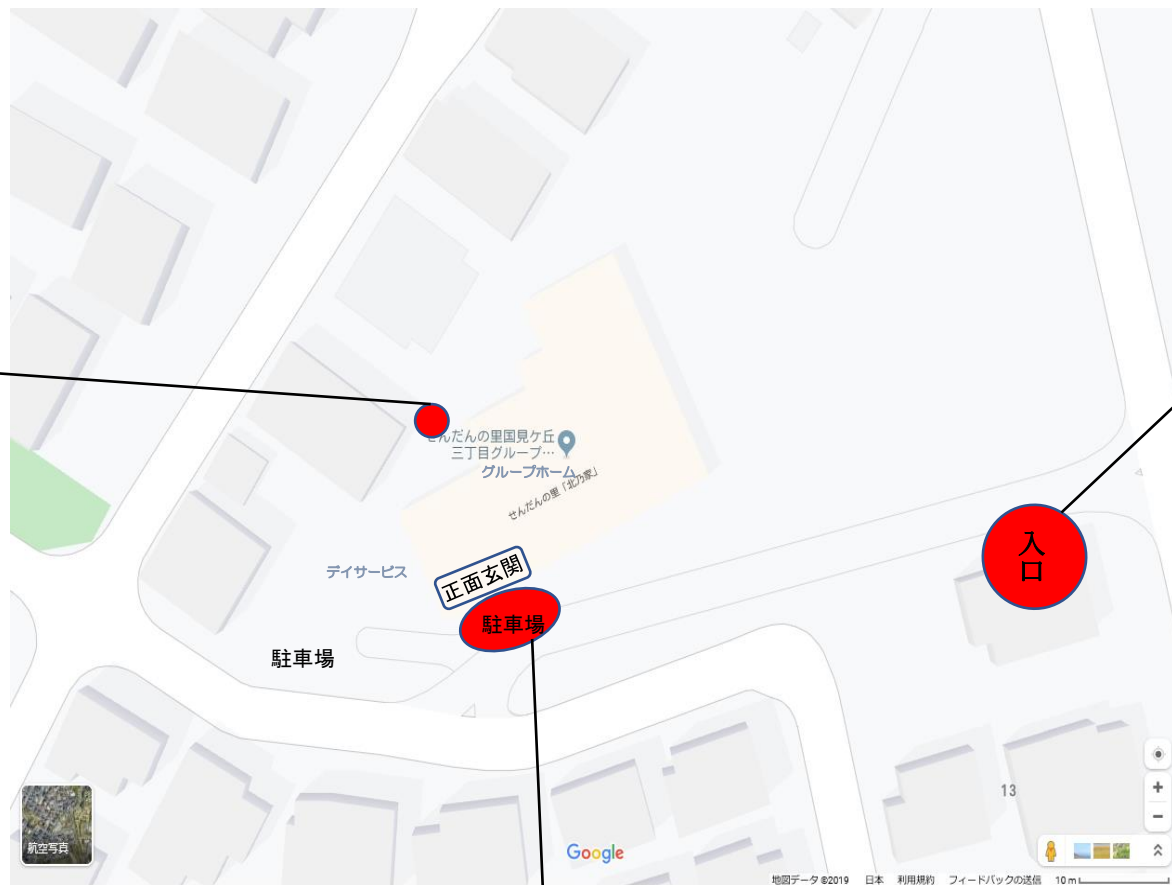 せんだんの里国見ケ丘
三丁目グループ…
グループホーム
せんだんの里「北乃家」
デイサービス
正面玄関
駐車場
駐車場
入口
13
航空写真
Google
地図データ ©2019 日本 利用規約 フィードバックの送信 10 m